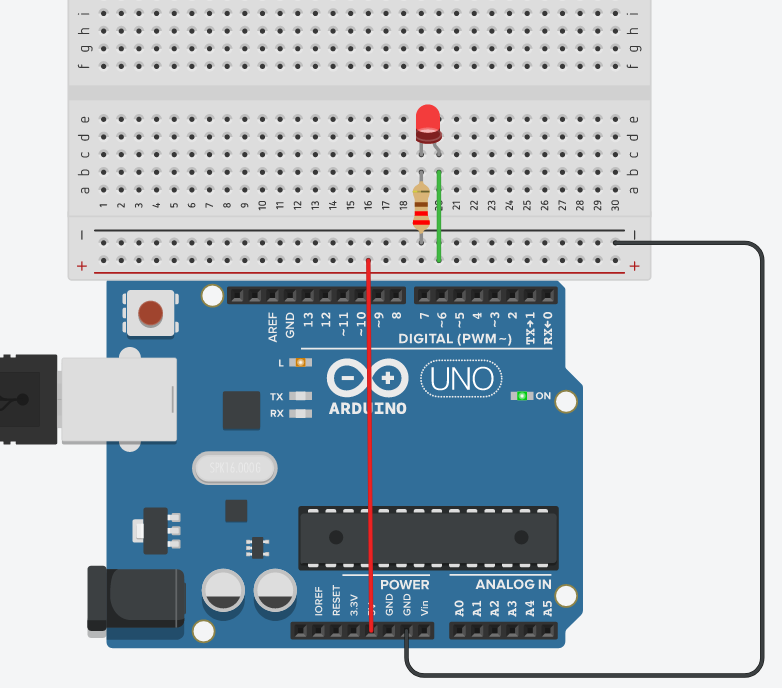 i i
h h
g g
f f
e e
d d
c c
b b
a a
1 2 3 4 5 6 7 8 9 10 11 12 13 14 15 16 17 18 20 21 22 23 24 25 26 27 28 29 30
− −
+ +
AREF GND 13 12 ~11 ~10 ~9 8 7 ~6 ~5 4 ~3 2 TX→1 RX←0
DIGITAL (PWM~)
L
UNO
TX
RX
ON
ARDUINO
POWER ANALOG IN
IOREF RESET 3.3V 5V GND GND Vin A0 A1 A2 A3 A4 A5